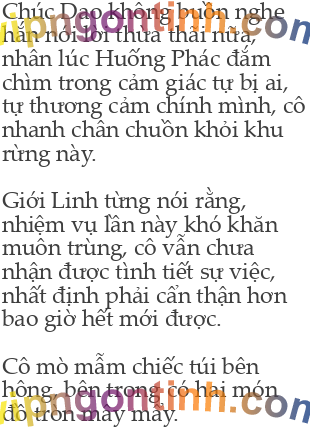 Chúc Dao không buồn nghe
hắn nói lời thừa thãi nữa,
nhân lúc Huống Phác đắm
chìm trong cảm giác tự bị ai,
tự thương cảm chính mình, cô
nhanh chân chuồn khỏi khu
rừng này.
Giới Linh từng nói rằng,
nhiệm vụ lần này khó khăn
muôn trùng, cô vẫn chưa
nhận được tình tiết sự việc,
nhất định phải cẩn thận hơn
bao giờ hết mới được.
Cô mò mẫm chiếc túi bên
hông, bên trong có hai món
đồ tròn mây mẩy.
vipngontinh.com
vipngontinh.com